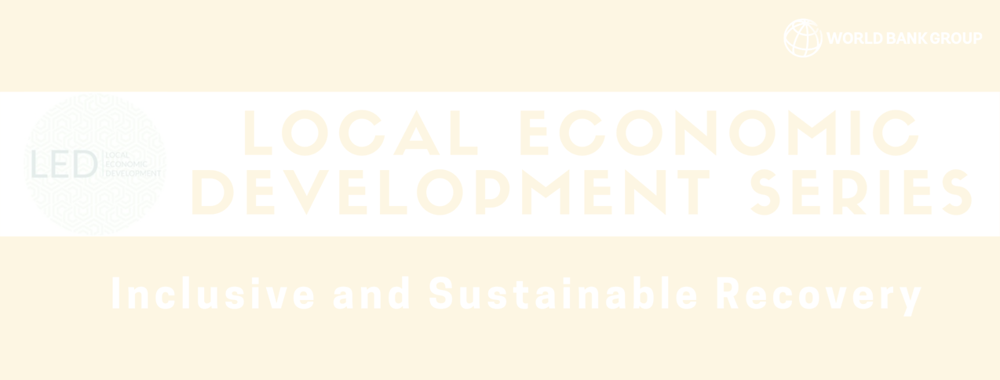 WORLD BANK GROUP
LOCAL ECONOMIC
DEVELOPMENT SERIES
LED
LOCAL
ECONOMIC
DEVELOPMENT
Inclusive and Sustainable Recovery